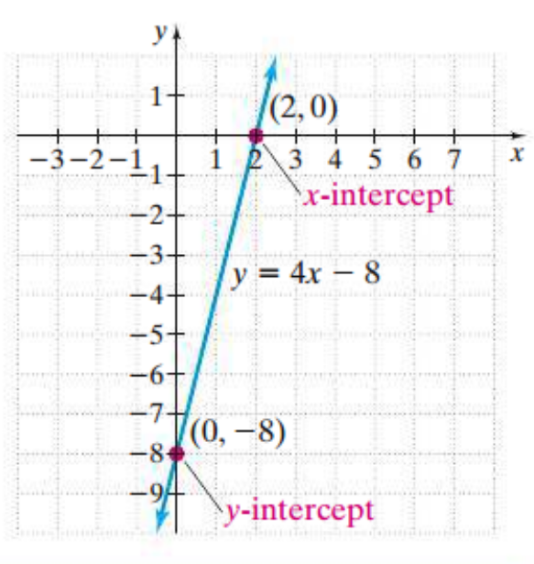 y
1
(2, 0)
−3 −2 −1 1 2 3 4 5 6 7 x
−1
x-intercept
−2
−3
y = 4x − 8
−4
−5
−6
−7
(0, −8)
−8
−9
y-intercept